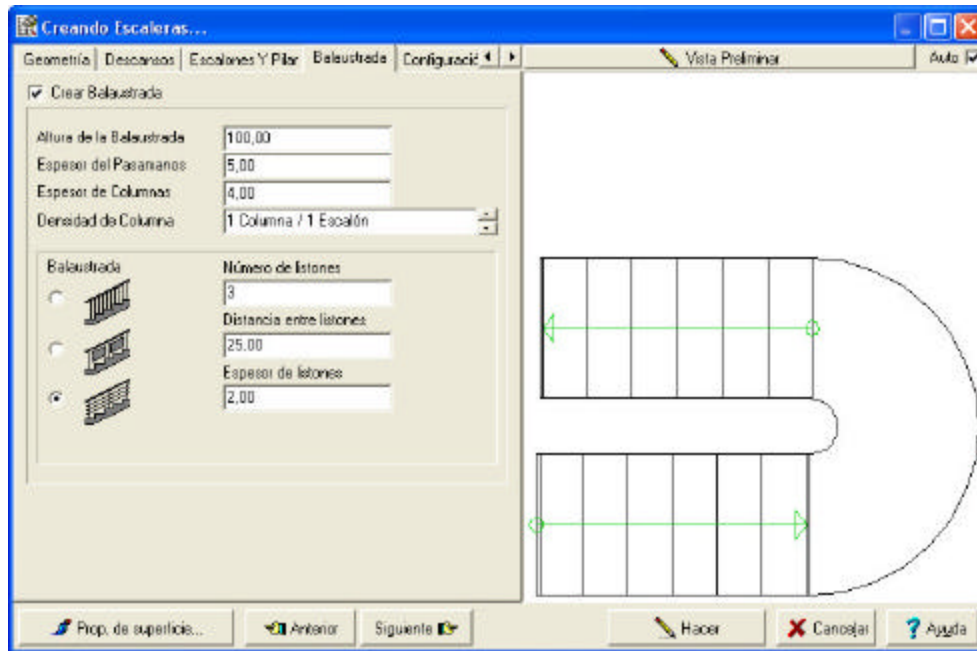 Creando Escaleras...
Geometría Descansos Escalones Y Pilar Balaustrada Configuració
Vista Preliminar
Auto
Crear Balaustrada
Altura de la Balaustrada 100,00
Espesor del Pasamanos 5,00
Espesor de Columnas 4,00
Densidad de Columna 1 Columna / 1 Escalón
Balaustrada
Número de listones
3
Distancia entre listones
25.00
Espesor de listones
2,00
Prop. de superficie...
Anterior
Siguiente
Hacer
Cancelar
Ayuda